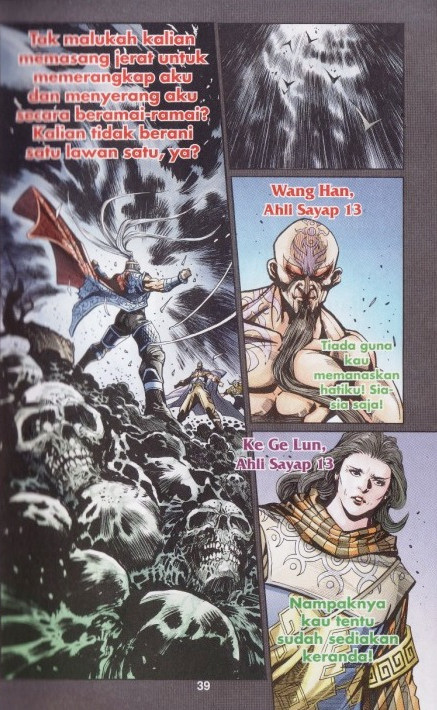 Tak malukah kalian
memasang jerat untuk
memerangkap aku
dan menyerang aku
secara beramai-ramai?
Kalian tidak berani
satu lawan satu, ya?
Wang Han,
Ahli Sayap 13
Tiada guna
kau
memanaskan
hatiku! Sia-
sia saja!
Ke Ge Lun,
Ahli Sayap 13
Nampaknya
kau tentu
sudah sediakan
keranda!
39